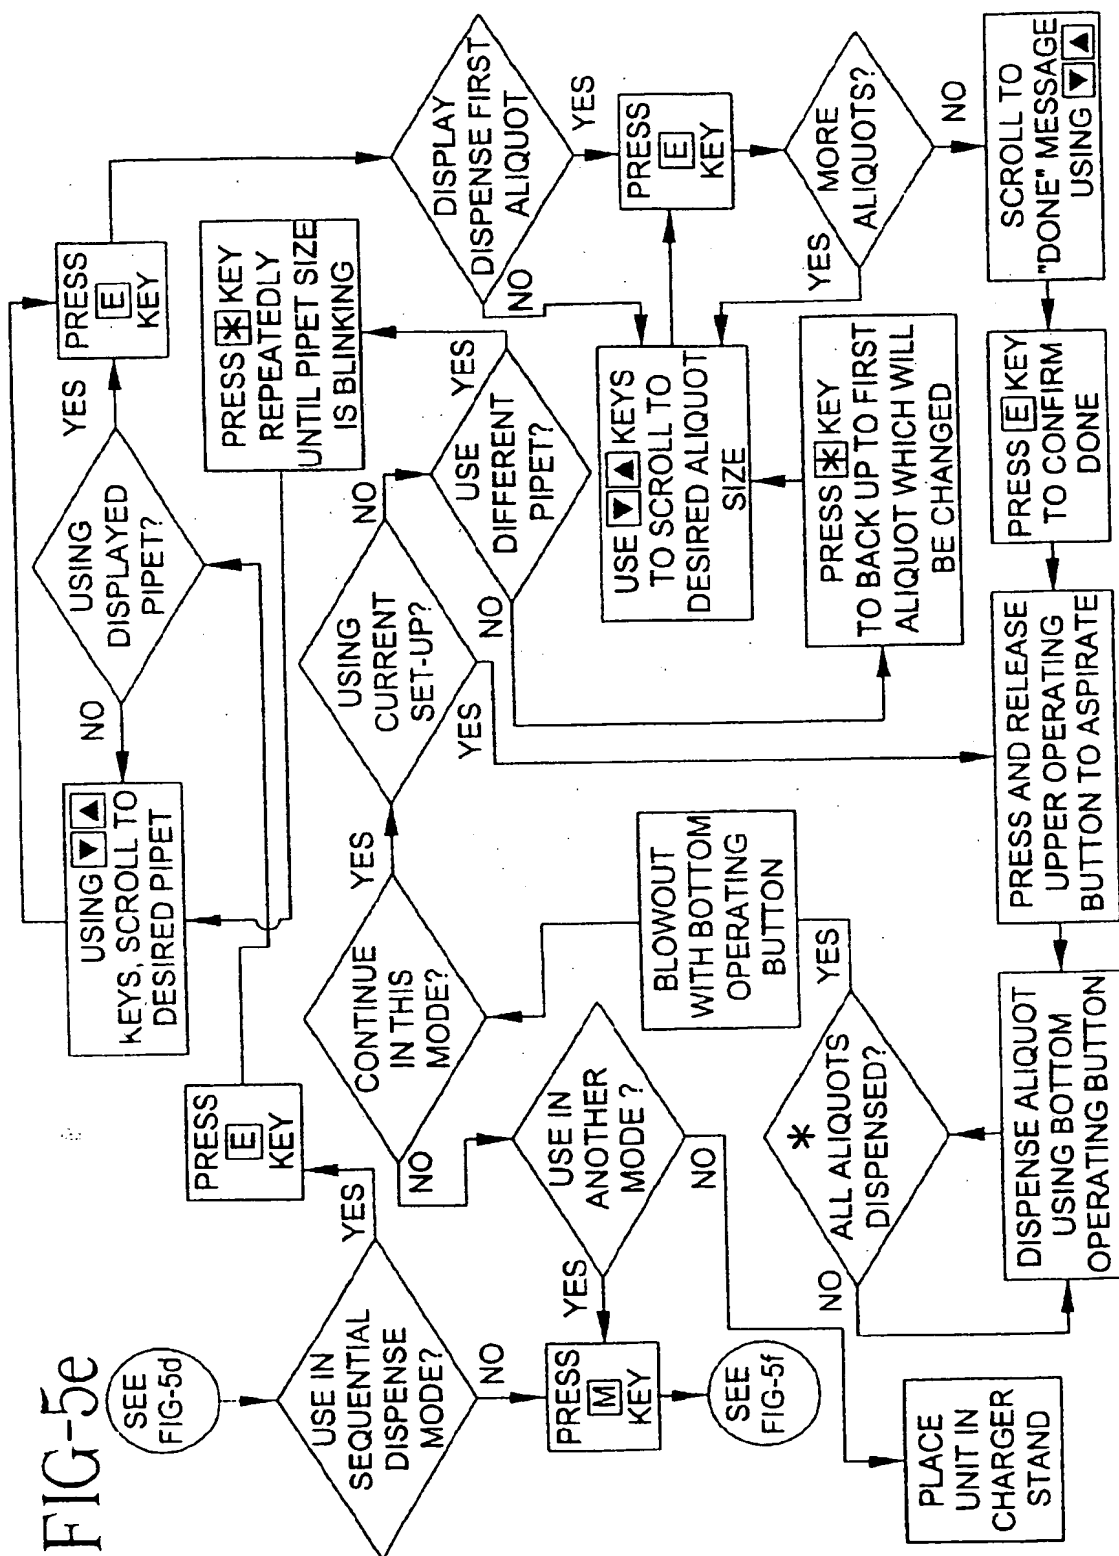 FIG-5e
SEE
FIG-5d
USE IN
SEQUENTIAL
DISPENSE
MODE?
YES
NO
PRESS
E
KEY
PRESS
M
KEY
SEE
FIG-5f
USING
DISPLAYED
PIPET?
YES
NO
USING ▼ ▲
KEYS, SCROLL TO
DESIRED PIPET
PRESS
E
KEY
DISPLAY
DISPENSE FIRST
ALIQUOT
YES
NO
PRESS
E
KEY
MORE
ALIQUOTS?
YES
NO
USE ▼ ▲ KEYS
TO SCROLL TO
DESIRED ALIQUOT
SIZE
SCROLL TO
"DONE" MESSAGE
USING ▼ ▲
PRESS E KEY
TO CONFIRM
DONE
PRESS AND RELEASE
UPPER OPERATING
BUTTON TO ASPIRATE
DISPENSE ALIQUOT
USING BOTTOM
OPERATING BUTTON
*
ALL ALIQUOTS
DISPENSED?
NO
YES
BLOWOUT
WITH BOTTOM
OPERATING
BUTTON
CONTINUE
IN THIS
MODE?
YES
NO
USING
CURRENT
SET-UP?
NO
YES
USE
DIFFERENT
PIPET?
YES
NO
PRESS * KEY
REPEATEDLY
UNTIL PIPET SIZE
IS BLINKING
PRESS * KEY
TO BACK UP TO FIRST
ALIQUOT WHICH WILL
BE CHANGED
USE IN
ANOTHER
MODE ?
YES
NO
PLACE
UNIT IN
CHARGER
STAND